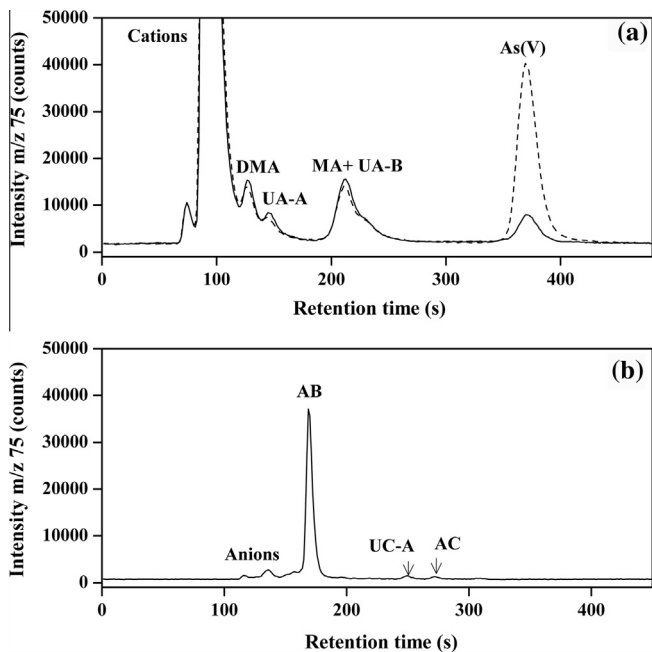 50000
40000
30000
20000
10000
0
Intensity m/z 75 (counts)
Cations
DMA
UA-A
MA+ UA-B
As(V)
(a)
0 100 200 300 400
Retention time (s)
50000
40000
30000
20000
10000
0
Intensity m/z 75 (counts)
Anions
AB
UC-A
AC
(b)
0 100 200 300 400
Retention time (s)